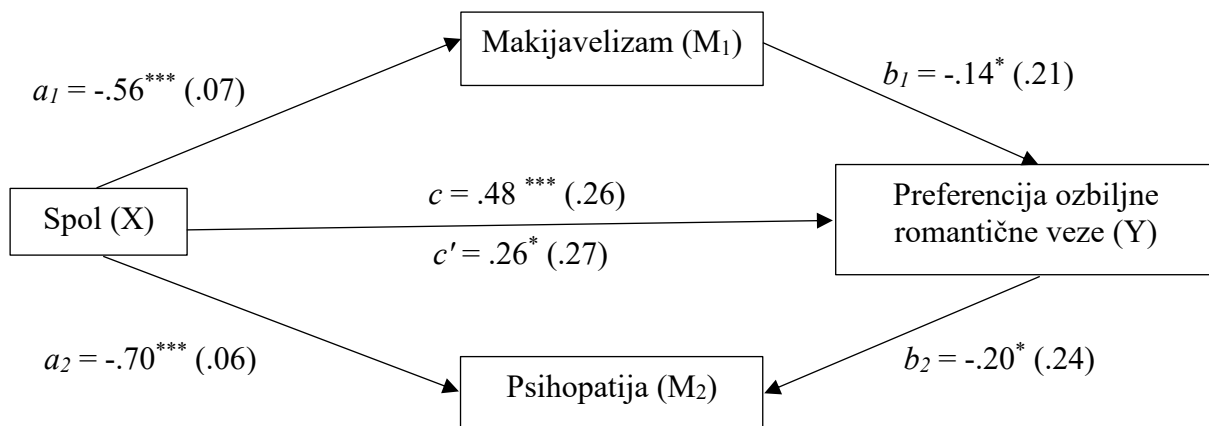 Makijavelizam (M₁)
a₁ = -.56*** (.07)
b₁ = -.14* (.21)
Spol (X)
c = .48 *** (.26)
c' = .26* (.27)
Preferencija ozbiljne
romantične veze (Y)
a₂ = -.70*** (.06)
b₂ = -.20* (.24)
Psihopatija (M₂)